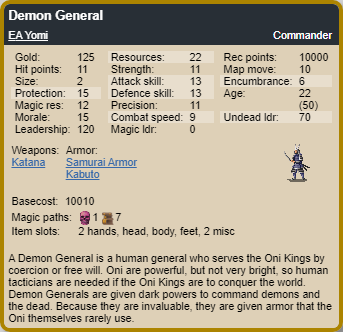 Demon General
EA Yomi Commander
Gold: 125 Resources: 22 Rec points: 10000
Hit points: 11 Strength: 11 Map move: 10
Size: 2 Attack skill: 13 Encumbrance: 6
Protection: 15 Defence skill: 13 Age: 22
Magic res: 12 Precision: 11 (50)
Morale: 15 Combat speed: 9 Undead ldr: 70
Leadership: 120 Magic ldr: 0
Weapons: Armor:
Katana Samurai Armor
Kabuto
Basecost: 10010
Magic paths: 1 7
Item slots: 2 hands, head, body, feet, 2 misc
A Demon General is a human general who serves the Oni Kings by
coercion or free will. Oni are powerful, but not very bright, so human
tacticians are needed if the Oni Kings are to conquer the world.
Demon Generals are given dark powers to command demons and
the dead. Because they are invaluable, they are given armor that the
Oni themselves rarely use.